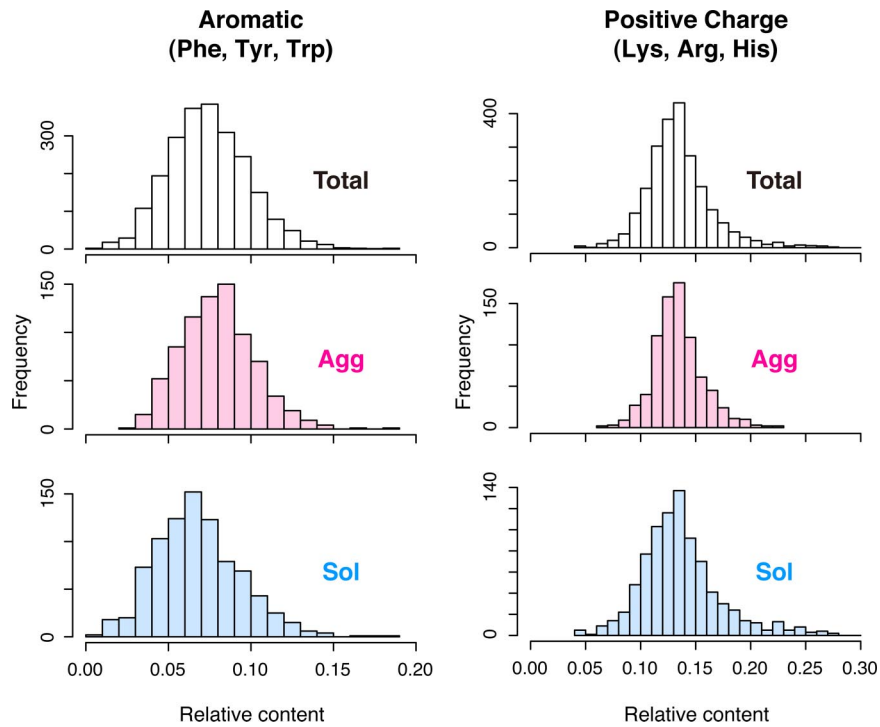 Aromatic
(Phe, Tyr, Trp)
Positive Charge
(Lys, Arg, His)
300
0
Total
400
0
Total
Frequency
150
0
Agg
Frequency
150
0
Agg
150
0
Sol
140
0
Sol
0.00 0.05 0.10 0.15 0.20
0.00 0.05 0.10 0.15 0.20 0.25 0.30
Relative content
Relative content